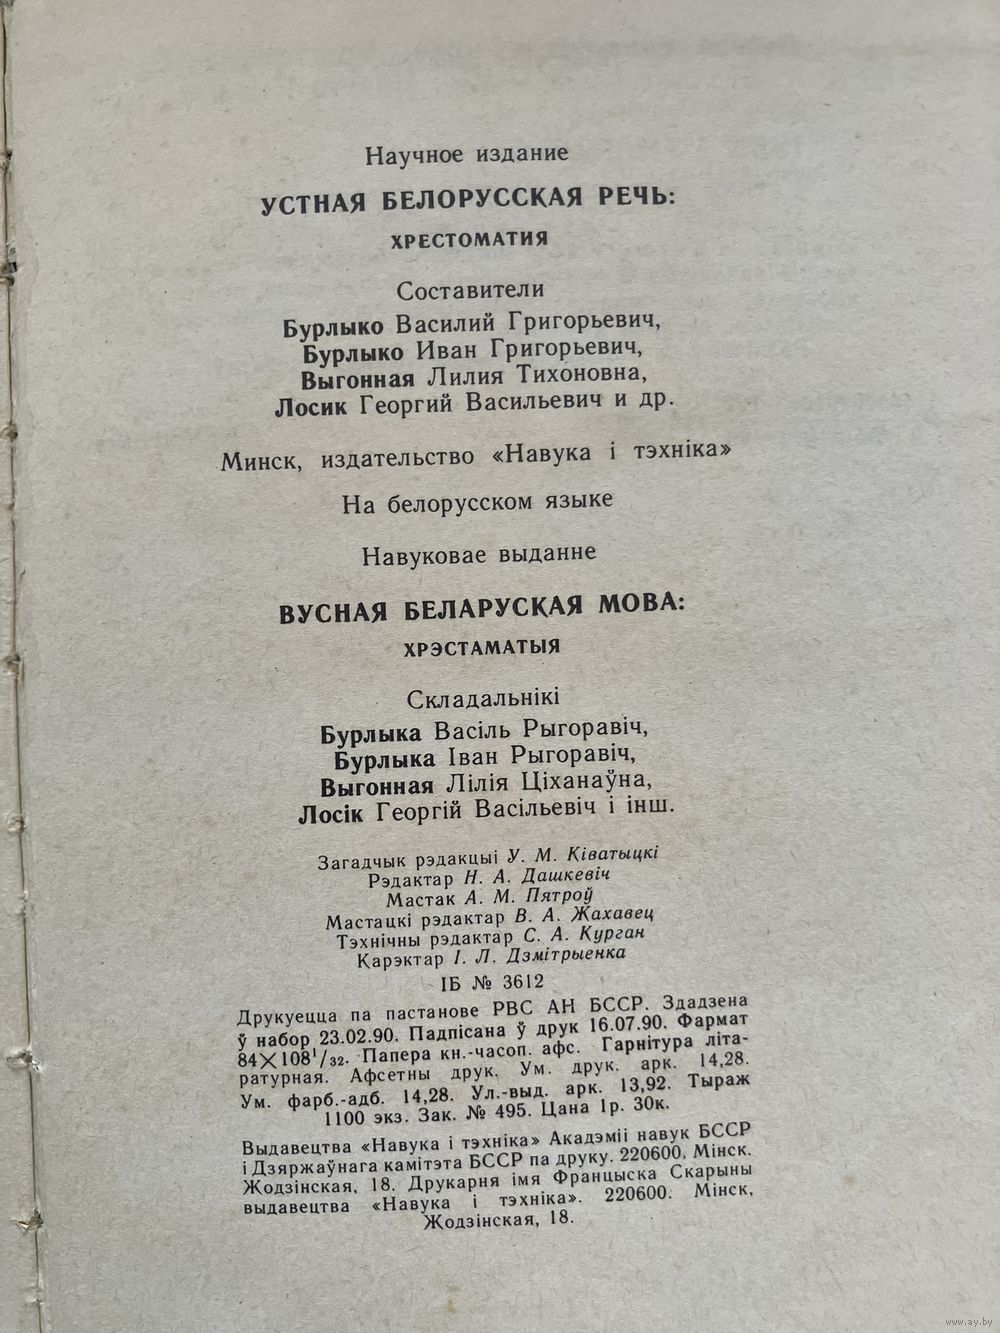 Научное издание
УСТНАЯ БЕЛОРУССКАЯ РЕЧЬ:
ХРЕСТОМАТИЯ
Составители
Бурлыко Василий Григорьевич,
Бурлыко Иван Григорьевич,
Выгонная Лилия Тихоновна,
Лосик Георгий Васильевич и др.
Минск, издательство «Навука і тэхніка»
На белорусском языке
Навуковае выданне
ВУСНАЯ БЕЛАРУСКАЯ МОВА:
ХРЭСТАМАТЫЯ
Складальнікі
Бурлыка Васіль Рыгоравіч,
Бурлыка Іван Рыгоравіч,
Выгонная Лілія Ціханаўна,
Лосік Георгій Васільевіч і інш.
Загадчык рэдакцыі У. М. Ківатыцкі
Рэдактар Н. А. Дашкевіч
Мастак А. М. Пятроў
Мастацкі рэдактар В. А. Жахавец
Тэхнічны рэдактар С. А. Курган
Карэктар І. Л. Дзмітрыенка
ІБ № 3612
Друкуецца па пастанове РВС АН БССР. Здадзена
ў набор 23.02.90. Падпісана ў друк 16.07.90. Фармат
84×108¹/₃₂. Папера кн.-часоп. афс. Гарнітура літа-
ратурная. Афсетны друк. Ум. друк. арк. 14,28.
Ум. фарб.-адб. 14,28. Ул.-выд. арк. 13,92. Тыраж
1100 экз. Зак. № 495. Цана 1р. 30к.
Выдавецтва «Навука і тэхніка» Акадэміі навук БССР
і Дзяржаўнага камітэта БССР па друку. 220600. Мінск.
Жодзінская, 18. Друкарня імя Францыска Скарыны
выдавецтва «Навука і тэхніка». 220600. Мінск,
Жодзінская, 18.
www.ay.by